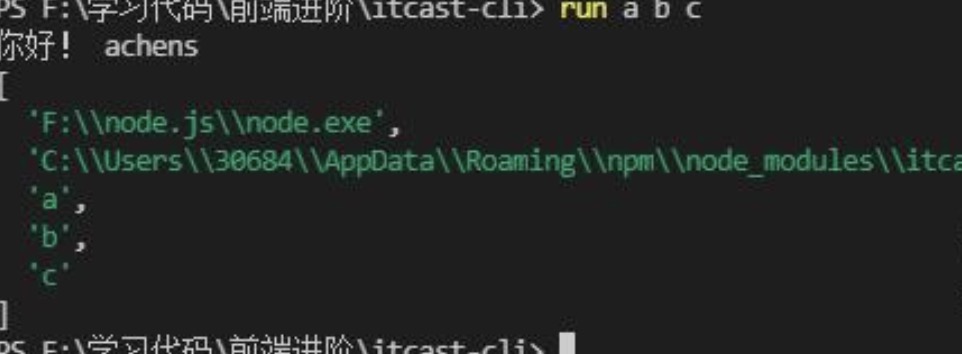 PS F:\学习代码\前端进阶\itcast-cli> run a b c
你好！ achens
[
'F:\\node.js\\node.exe',
'C:\\Users\\30684\\AppData\\Roaming\\npm\\node_modules\\itca
'a',
'b',
'c'
]
PS F:\学习代码\前端进阶\itcast-cli>